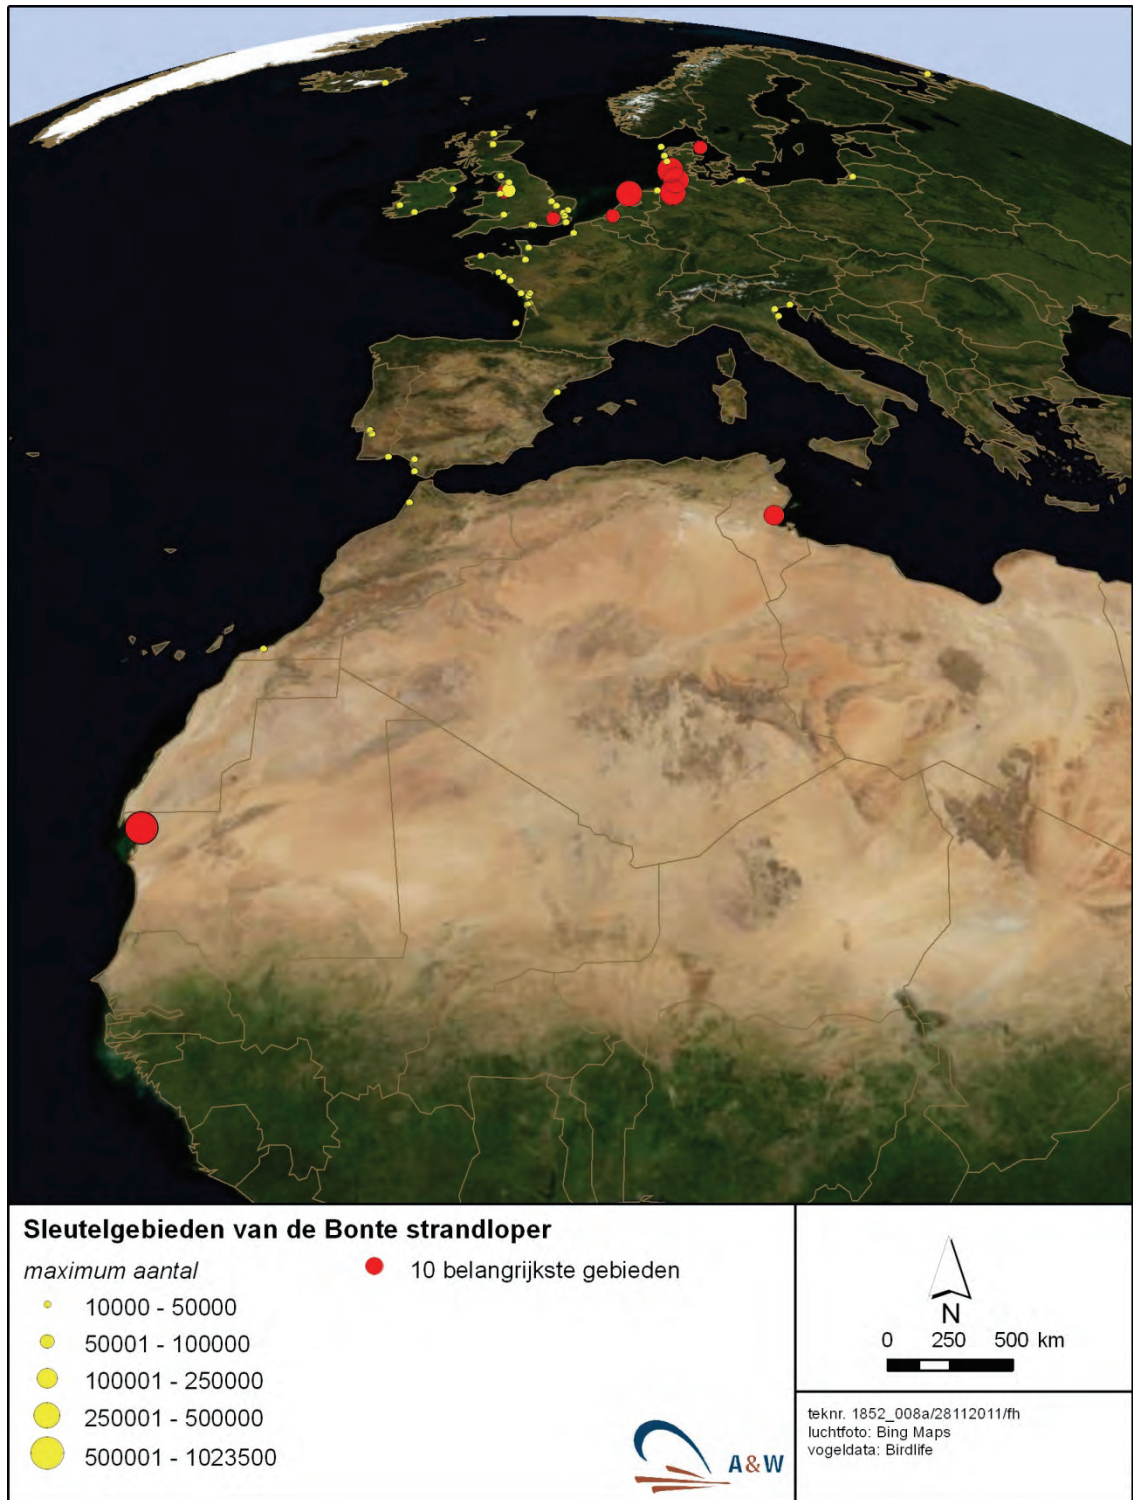 Sleutelgebieden van de Bonte strandloper
maximum aantal
10 belangrijkste gebieden
10000 - 50000
50001 - 100000
100001 - 250000
250001 - 500000
500001 - 1023500
A&W
N
0 250 500 km
teknr. 1852_008a/28112011/fh
luchtfoto: Bing Maps
vogeldata: Birdlife